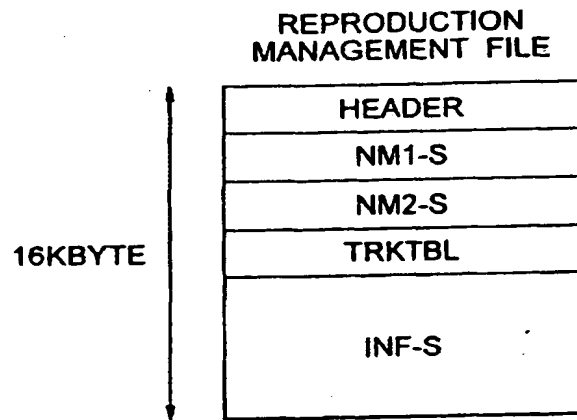 REPRODUCTION
MANAGEMENT FILE
HEADER
NM1-S
NM2-S
16KBYTE
TRKTBL
INF-S